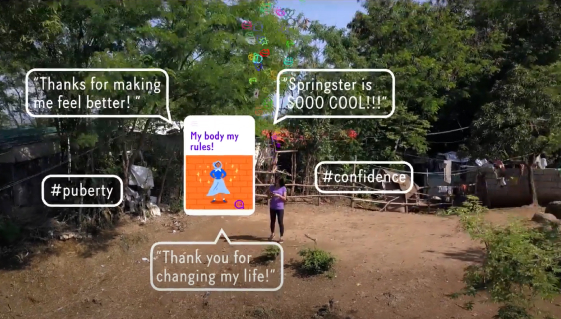 "Thanks for making
me feel better! "
"Springster is
SOOO COOL!!!"
My body my
rules!
#puberty
#confidence
"Thank you for
changing my life!"